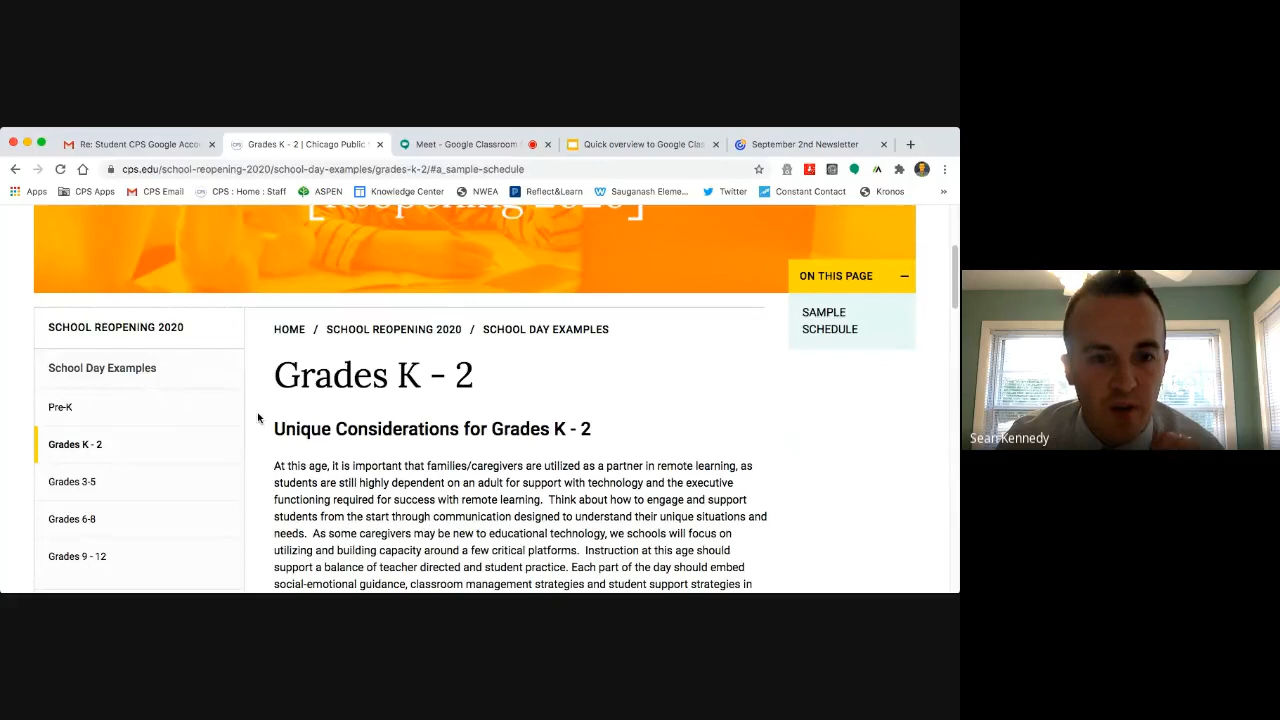 Re: Student CPS Google Acco
Grades K - 2 | Chicago Public
Meet - Google Classroom
Quick overview to Google Clas
September 2nd Newsletter
cps.edu/school-reopening-2020/school-day-examples/grades-k-2/#a_sample-schedule
Apps CPS Apps CPS Email CPS : Home : Staff ASPEN Knowledge Center NWEA Reflect&Learn Sauganash Eleme... Twitter Constant Contact Kronos »
[Reopening 2020]
ON THIS PAGE
SAMPLE
SCHEDULE
SCHOOL REOPENING 2020
School Day Examples
Pre-K
Grades K - 2
Grades 3-5
Grades 6-8
Grades 9 - 12
HOME / SCHOOL REOPENING 2020 / SCHOOL DAY EXAMPLES
Grades K - 2
Unique Considerations for Grades K - 2
At this age, it is important that families/caregivers are utilized as a partner in remote learning, as
students are still highly dependent on an adult for support with technology and the executive
functioning required for success with remote learning.  Think about how to engage and support
students from the start through communication designed to understand their unique situations and
needs.  As some caregivers may be new to educational technology, we schools will focus on
utilizing and building capacity around a few critical platforms.  Instruction at this age should
support a balance of teacher directed and student practice. Each part of the day should embed
social-emotional guidance, classroom management strategies and student support strategies in
Sean Kennedy